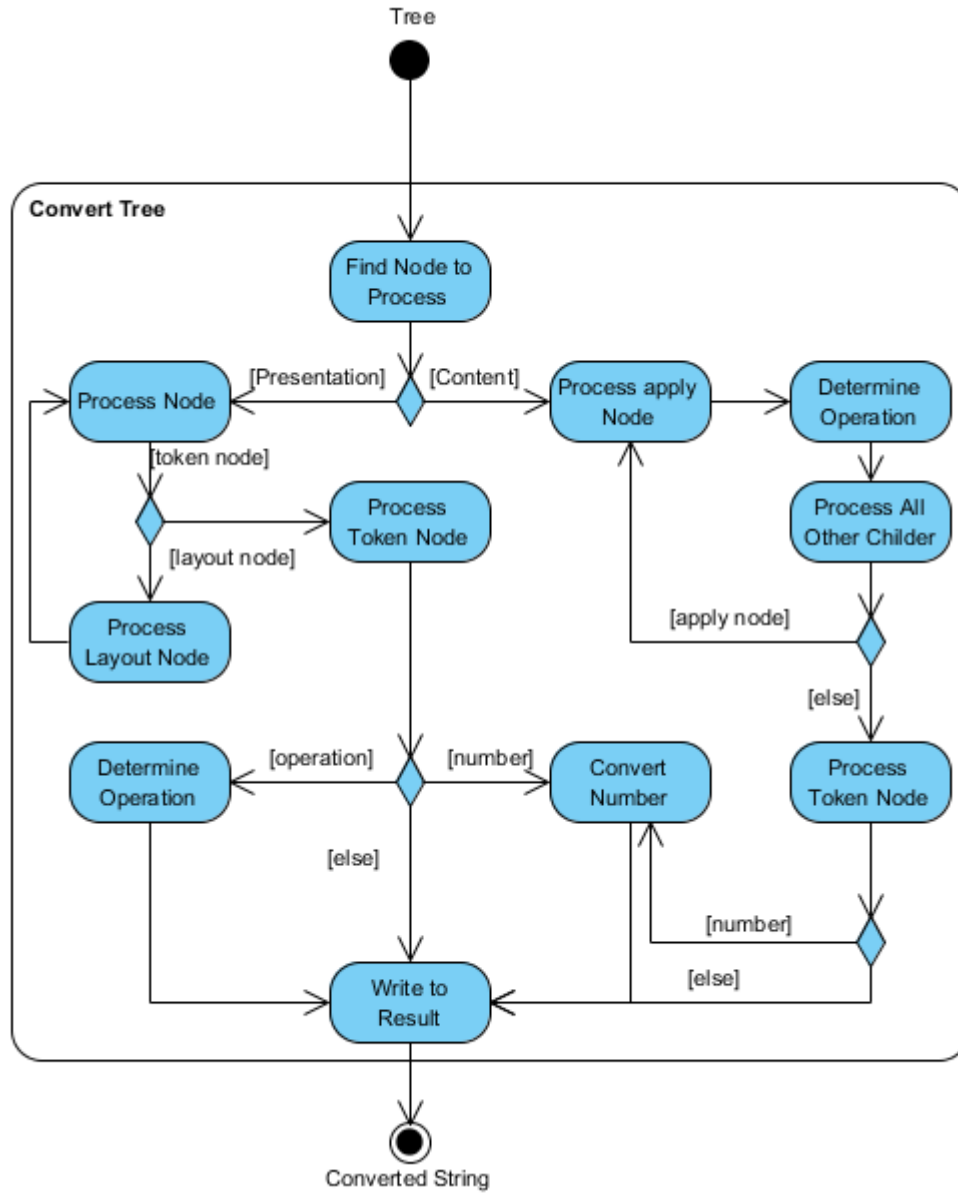 Tree
Convert Tree
Find Node to
Process
[Presentation]
[Content]
Process Node
Process apply
Node
Determine
Operation
[token node]
Process
Token Node
Process All
Other Childer
[layout node]
[apply node]
Process
Layout Node
[else]
Determine
Operation
[operation]
[number]
Convert
Number
Process
Token Node
[else]
[number]
[else]
Write to
Result
Converted String